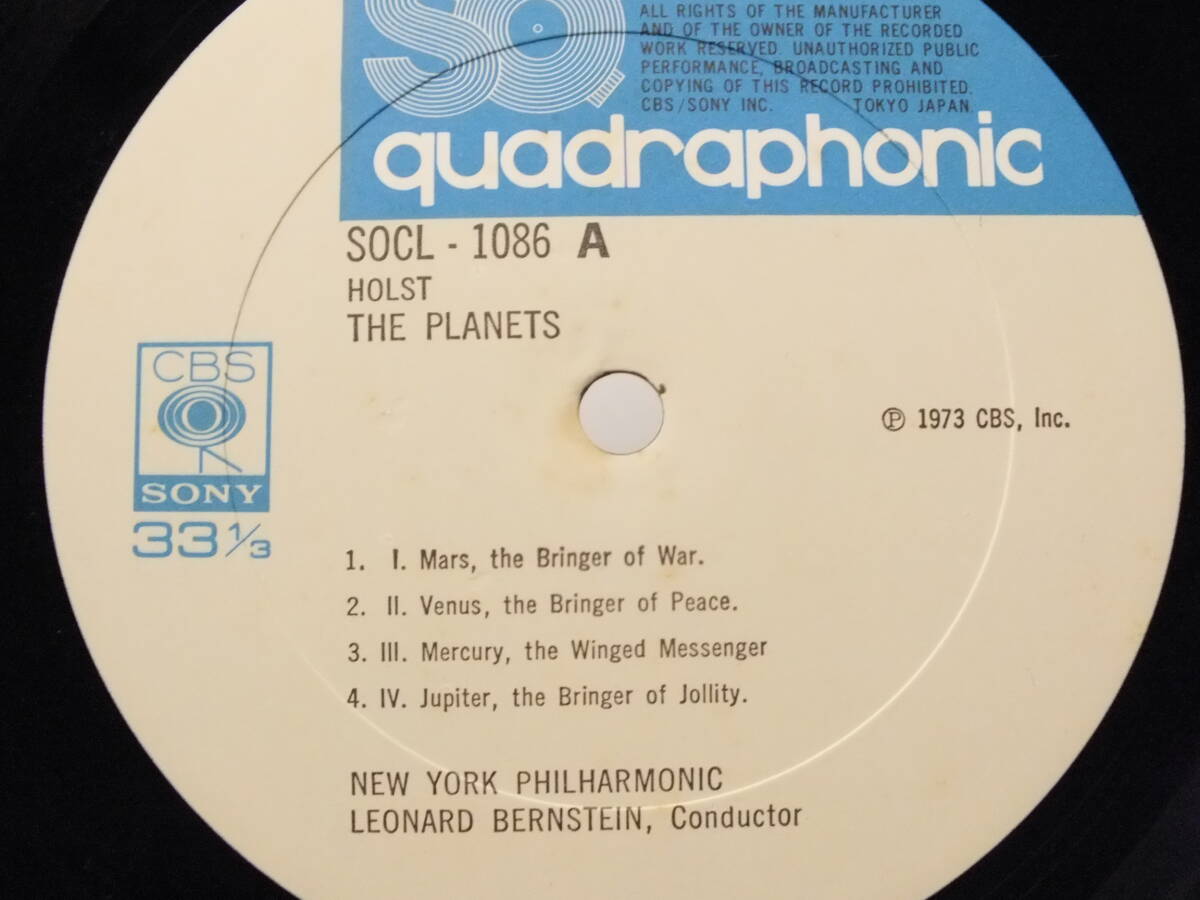 SQ
ALL RIGHTS OF THE MANUFACTURER
AND OF THE OWNER OF THE RECORDED
WORK RESERVED. UNAUTHORIZED PUBLIC
PERFORMANCE, BROADCASTING AND
COPYING OF THIS RECORD PROHIBITED.
CBS/SONY INC. TOKYO JAPAN
quadraphonic
SOCL - 1086 A
HOLST
THE PLANETS
CBS
SONY
33 1/3
Ⓟ 1973 CBS, Inc.
1. I. Mars, the Bringer of War.
2. II. Venus, the Bringer of Peace.
3. III. Mercury, the Winged Messenger
4. IV. Jupiter, the Bringer of Jollity.
NEW YORK PHILHARMONIC
LEONARD BERNSTEIN, Conductor